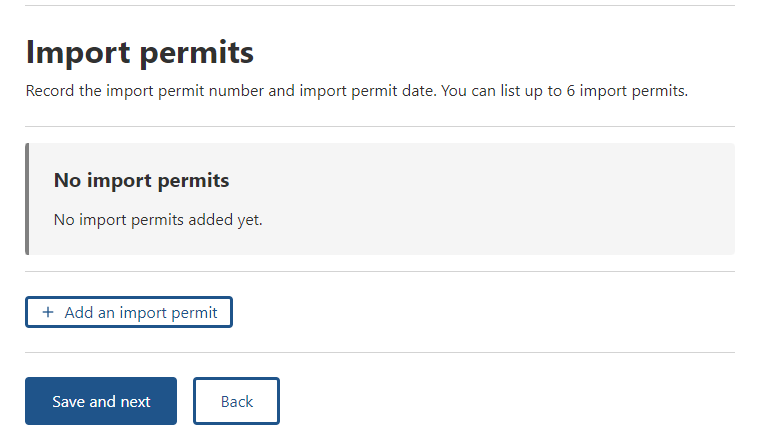 Import permits
Record the import permit number and import permit date. You can list up to 6 import permits.
No import permits
No import permits added yet.
+ Add an import permit
Save and next
Back